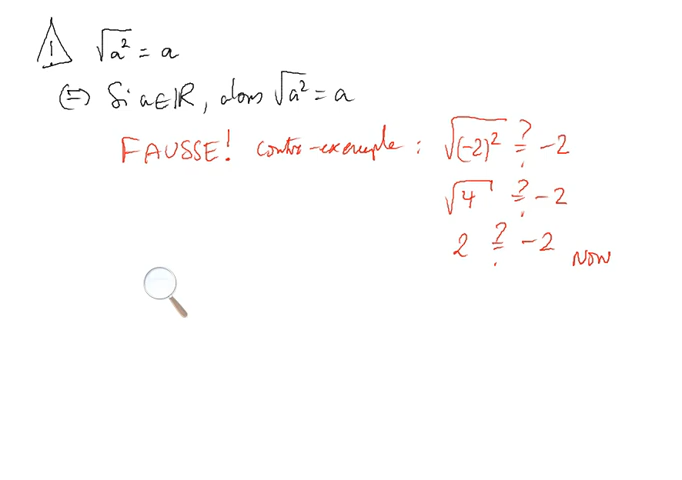 ⚠ √a² = a
(=) Si a∈ℝ, alors √a² = a
FAUSSE! contre-exemple : √(-2)² ?= -2
√4 ?= -2
2 ?= -2 NON